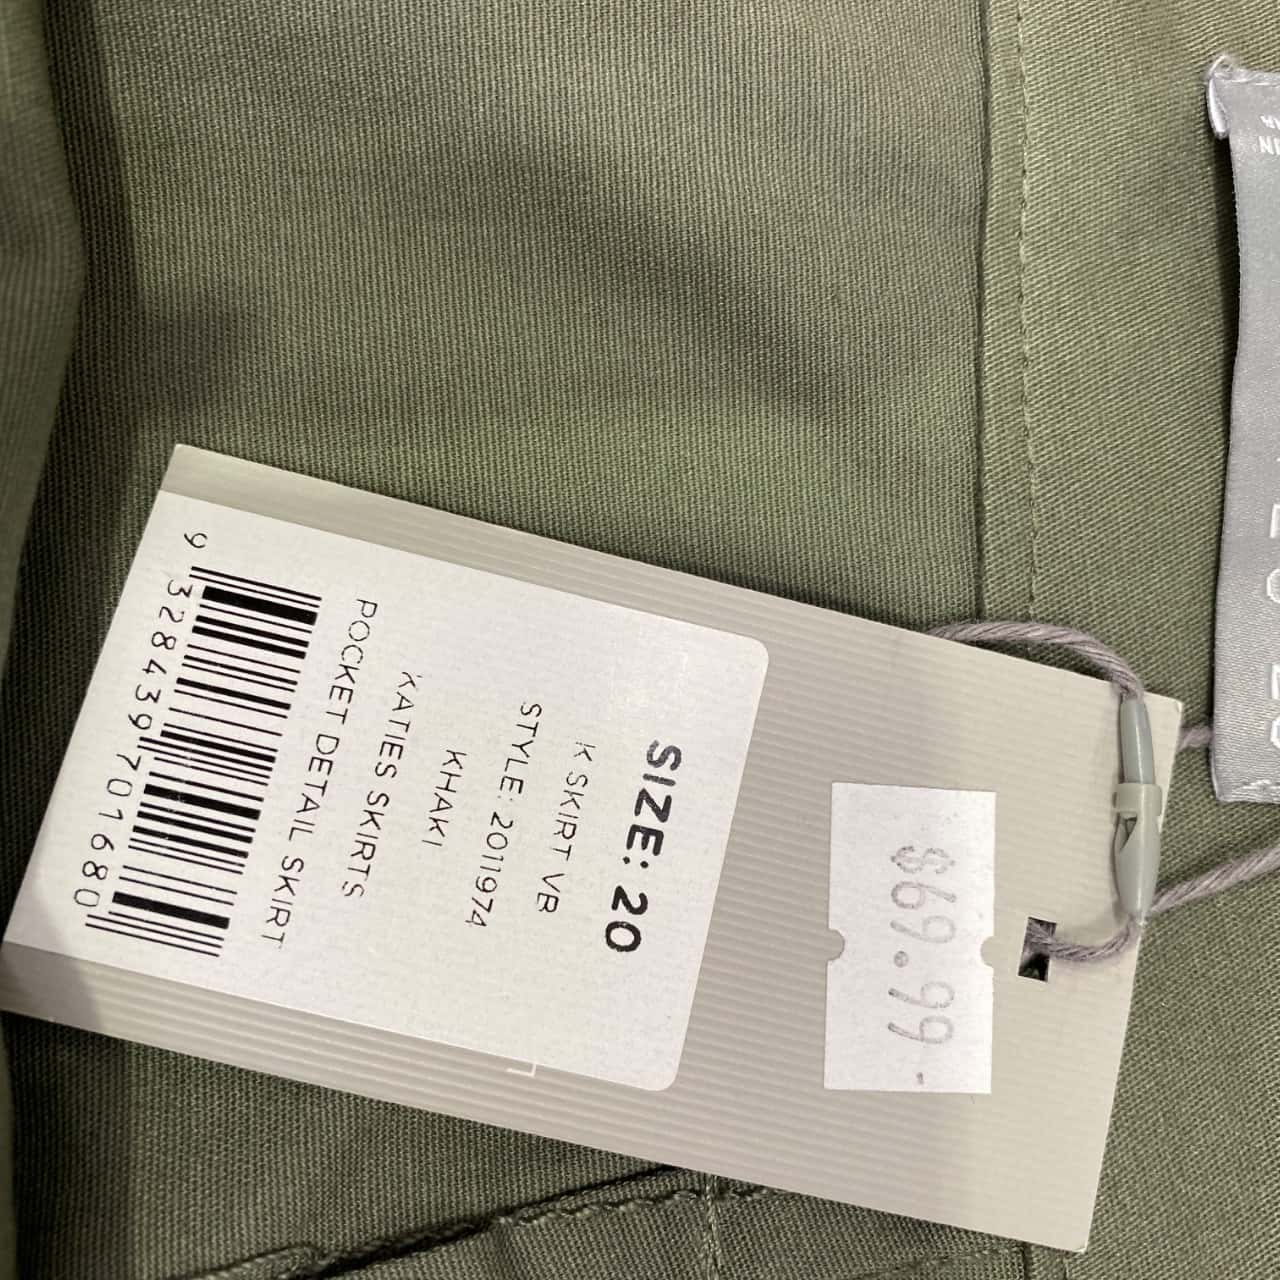 $69.99
SIZE: 20
K SKIRT VB
STYLE: 2011974
KHAKI
KATIES SKIRTS
POCKET DETAIL SKIRT
9 328439 701680